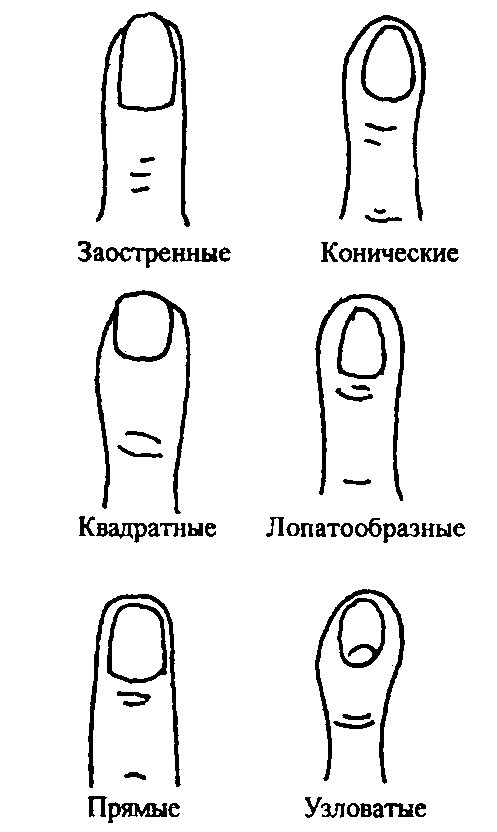 Заостренные
Конические
Квадратные
Лопатообразные
Прямые
Узловатые